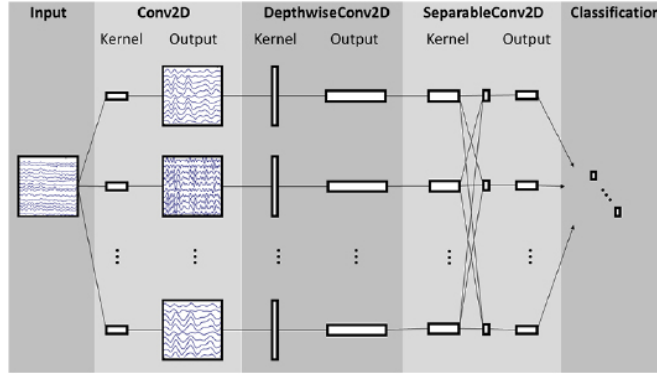 Input Conv2D DepthwiseConv2D SeparableConv2D Classification
Kernel Output Kernel Output Kernel Output